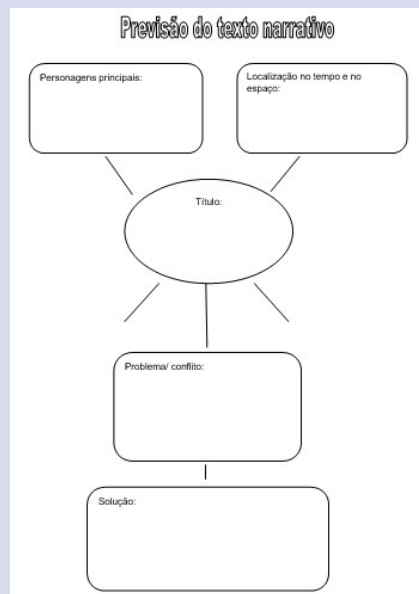 Previsão do texto narrativo
Personagens principais:
Localização no tempo e no
espaço:
Título:
Problema/ conflito:
Solução: